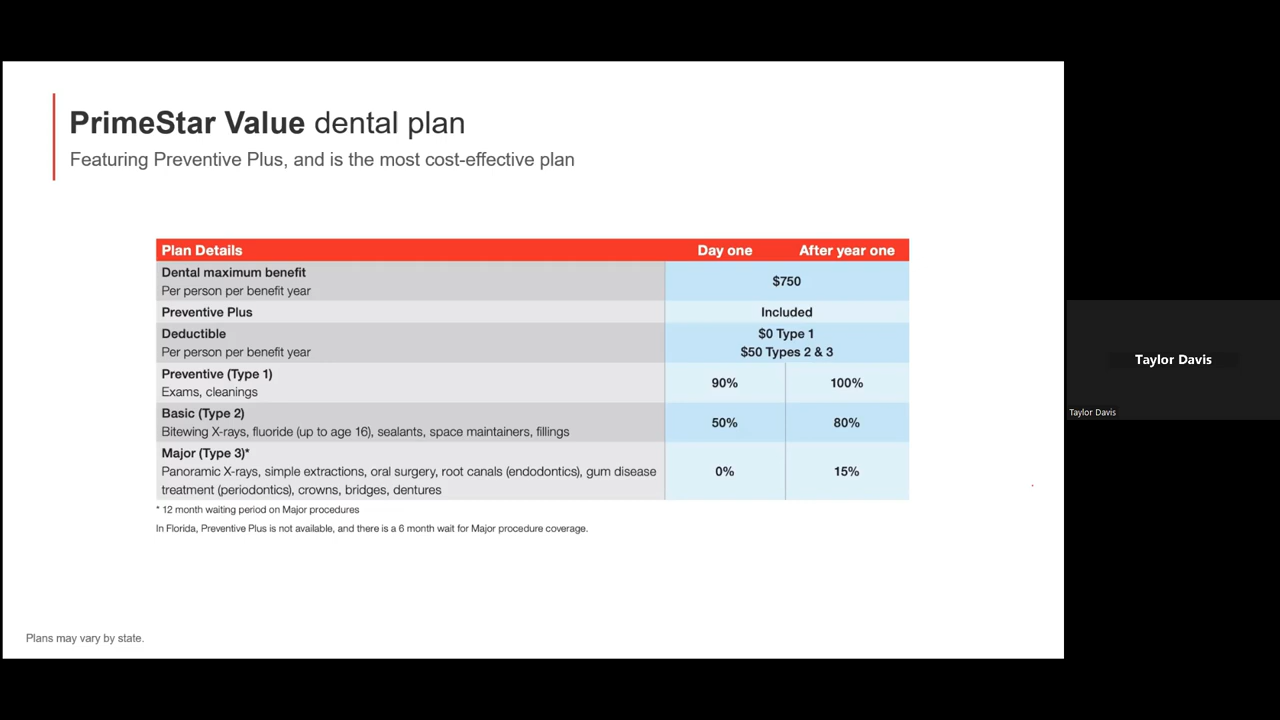 PrimeStar Value dental plan
Featuring Preventive Plus, and is the most cost-effective plan
Plan Details Day one After year one
Dental maximum benefit
Per person per benefit year
$750
Preventive Plus Included
Deductible
Per person per benefit year
$0 Type 1
$50 Types 2 & 3
Preventive (Type 1)
Exams, cleanings
90% 100%
Basic (Type 2)
Bitewing X-rays, fluoride (up to age 16), sealants, space maintainers, fillings
50% 80%
Major (Type 3)*
Panoramic X-rays, simple extractions, oral surgery, root canals (endodontics), gum disease
treatment (periodontics), crowns, bridges, dentures
0% 15%
* 12 month waiting period on Major procedures
In Florida, Preventive Plus is not available, and there is a 6 month wait for Major procedure coverage.
Plans may vary by state.
Taylor Davis
Taylor Davis